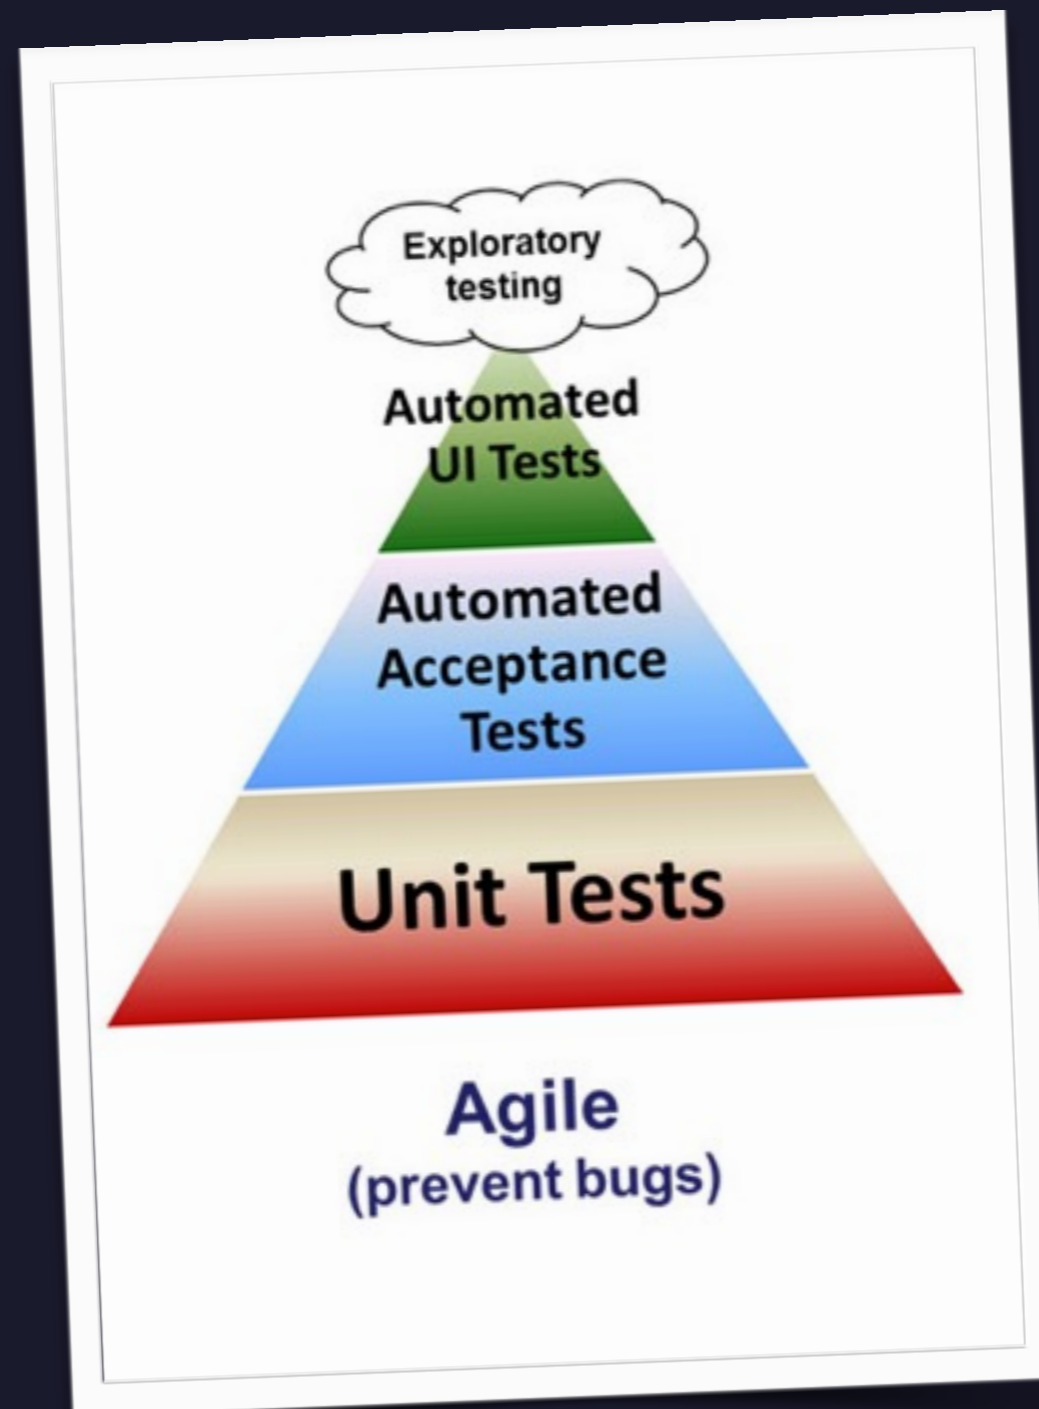 Exploratory
testing
Automated
UI Tests
Automated
Acceptance
Tests
Unit Tests
Agile
(prevent bugs)